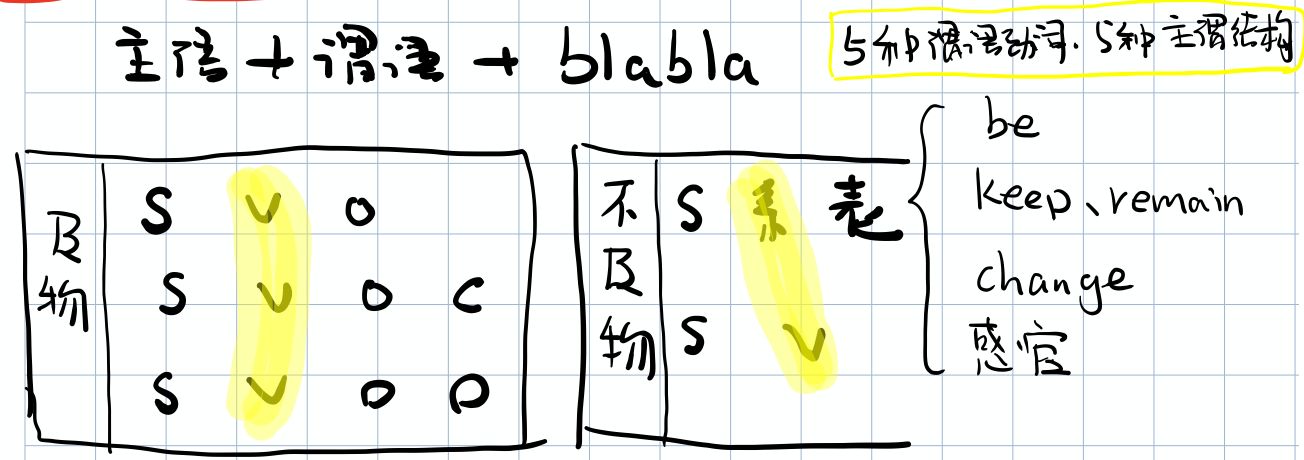 主语+谓语+blabla
5种谓语动词.5种主谓结构
及物
S V O
S V O C
S V O O
不及物
S 系 表
S V
be
keep、remain
change
感官